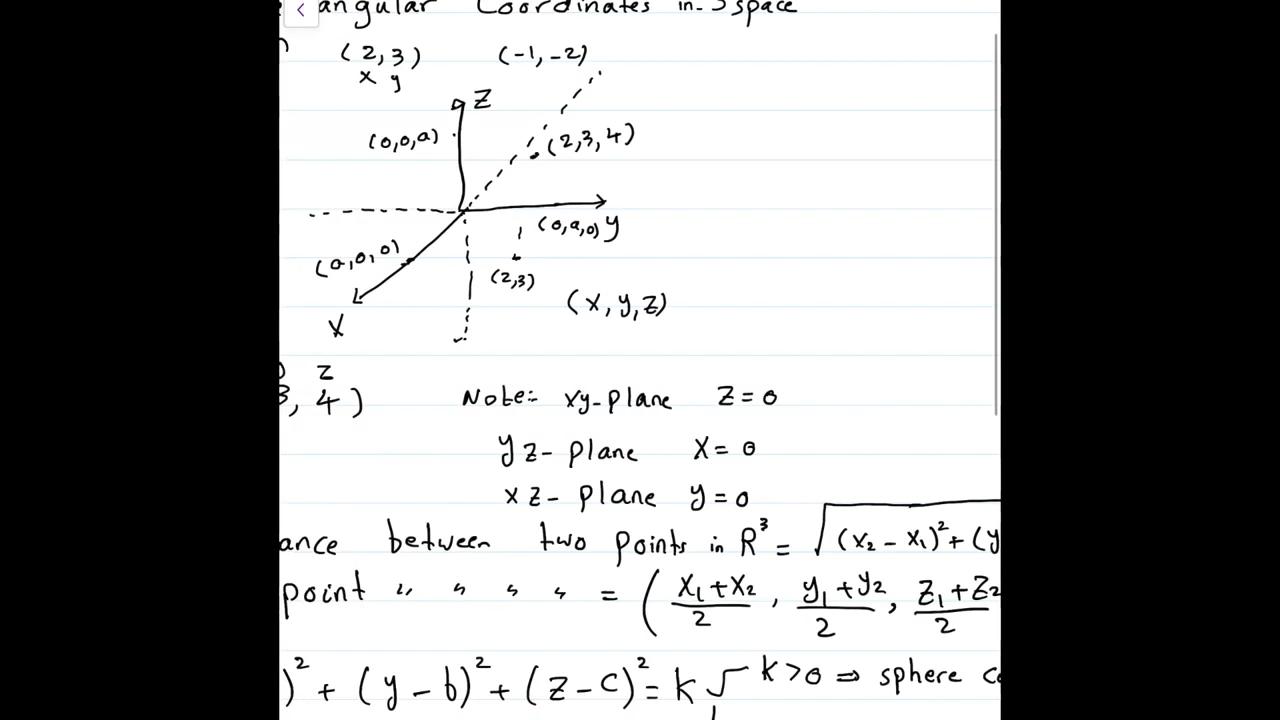 angular Coordinates in 3 space
(2,3) (-1,-2)
x y
Z
(0,0,a)
(2,3,4)
(0,a,0) y
(a,0,0)
(2,3)
(x, y, z)
X
z
3, 4)
Note:- xy-plane Z=0
yz- plane X=0
xz- plane y=0
ance between two points in R³ = √(x₂ - x₁)² + (y
point " " " " = (x₁+x₂/2, y₁+y₂/2, z₁+z₂/2
)² + (y-b)² + (z-c)² = k k>0 ⇒ sphere c